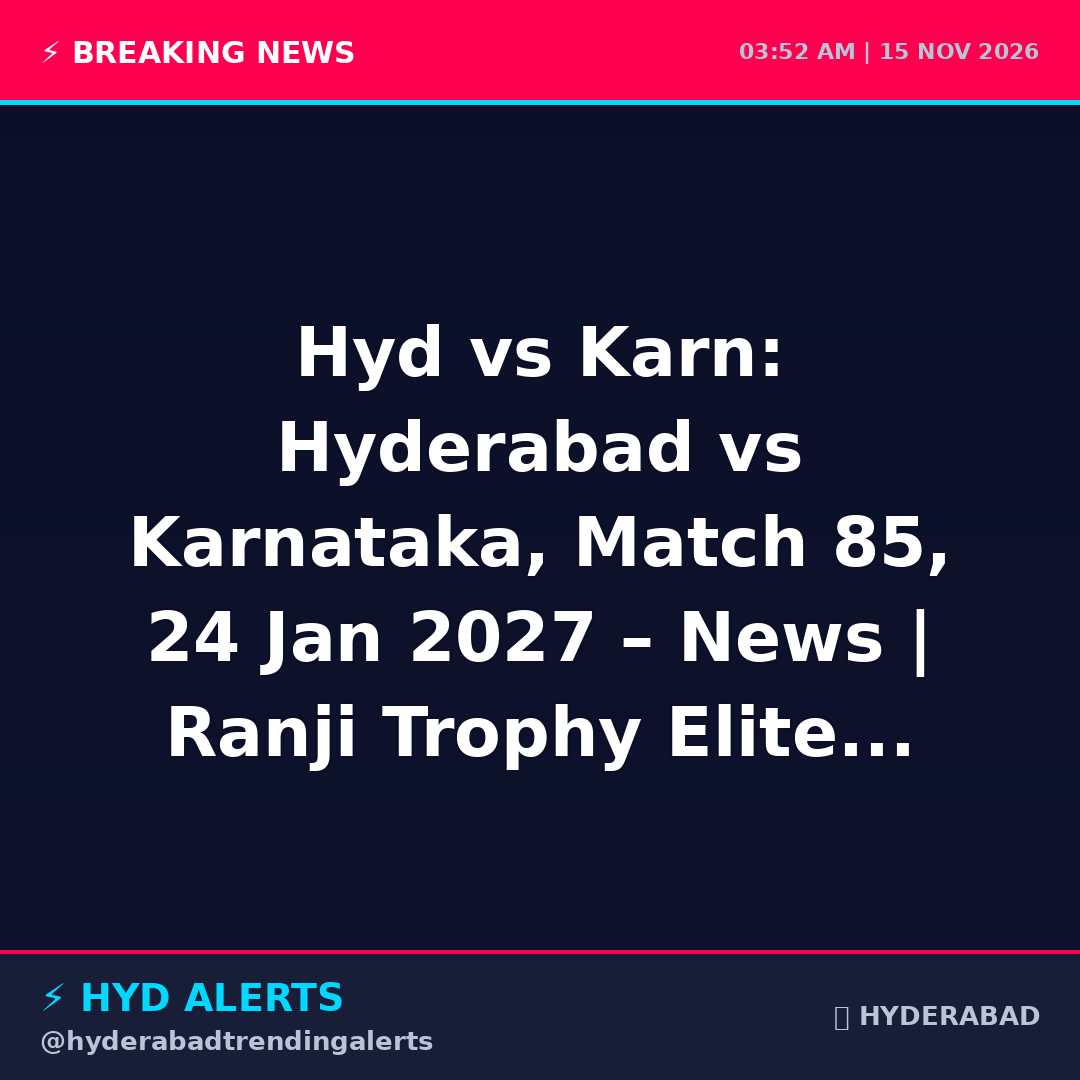 ⚡ BREAKING NEWS
03:52 AM | 15 NOV 2026
Hyd vs Karn:
Hyderabad vs
Karnataka, Match 85,
24 Jan 2027 – News |
Ranji Trophy Elite...
⚡ HYD ALERTS
@hyderabadtrendingalerts
HYDERABAD